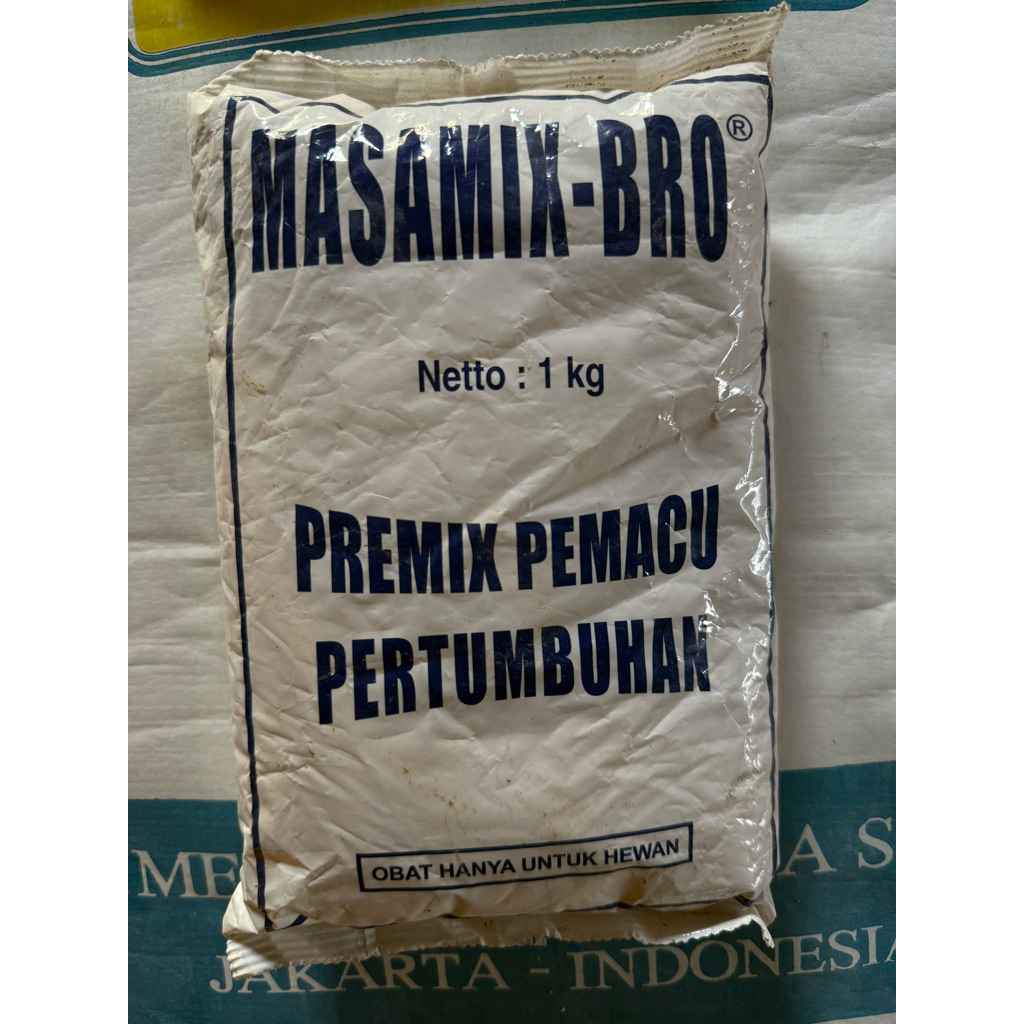 MASAMIX-BRO®
Netto : 1 kg
PREMIX PEMACU
PERTUMBUHAN
OBAT HANYA UNTUK HEWAN
JAKARTA - INDONESIA